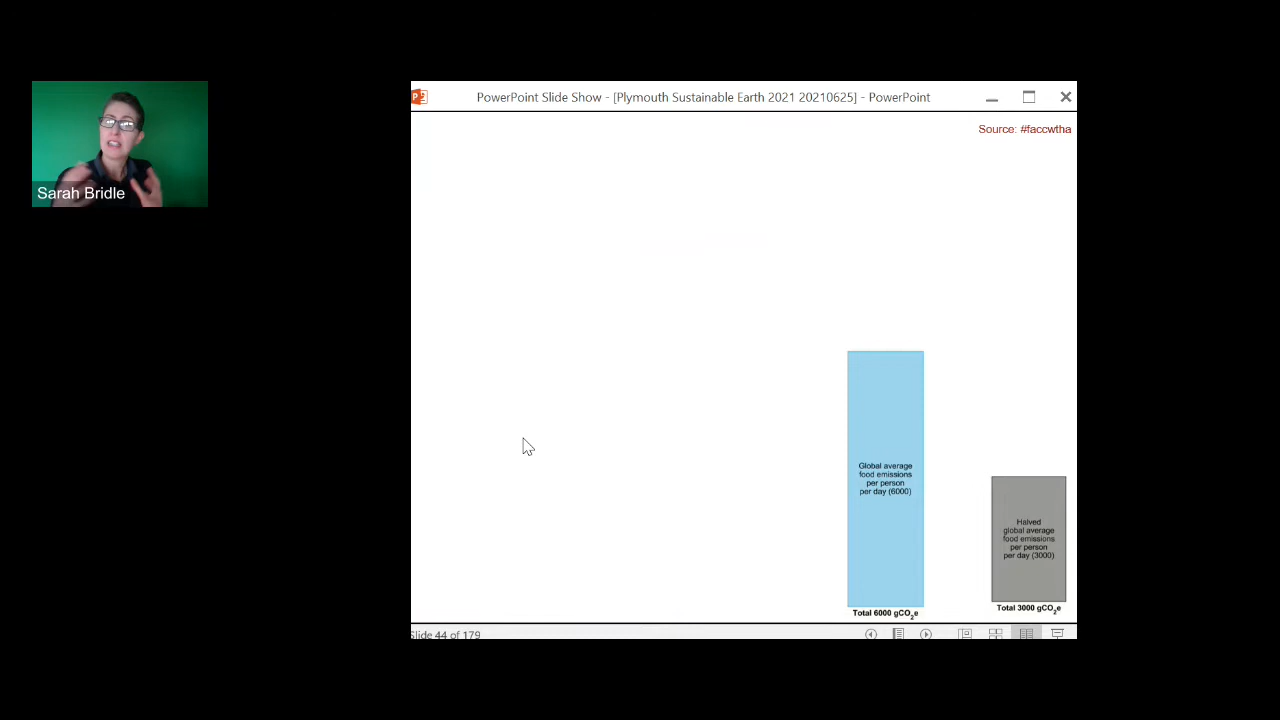 PowerPoint Slide Show - [Plymouth Sustainable Earth 2021 20210625] - PowerPoint
Source: #faccwtha
Sarah Bridle
Global average
food emissions
per person
per day (6000)
Total 6000 gCO2e
Halved
global average
food emissions
per person
per day (3000)
Total 3000 gCO2e
Slide 44 of 179